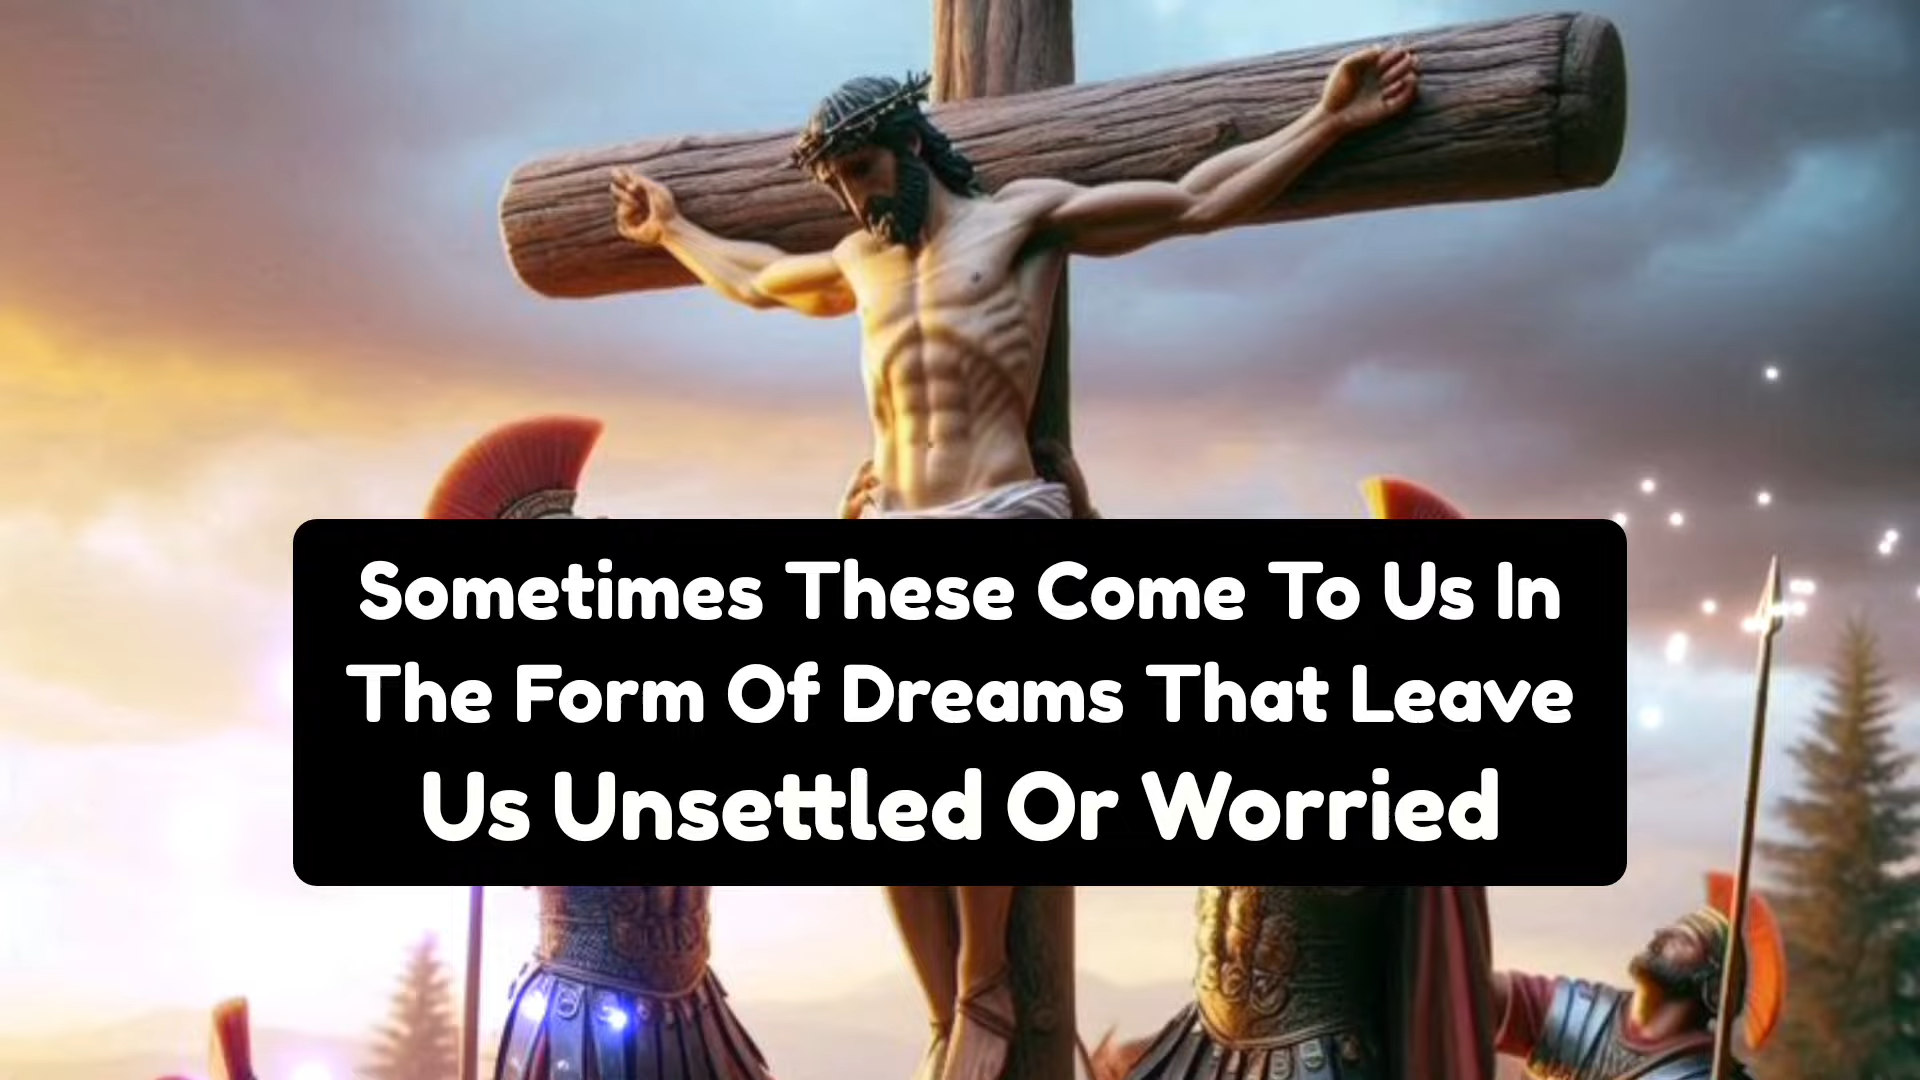 Sometimes These Come To Us In
The Form Of Dreams That Leave
Us Unsettled Or Worried